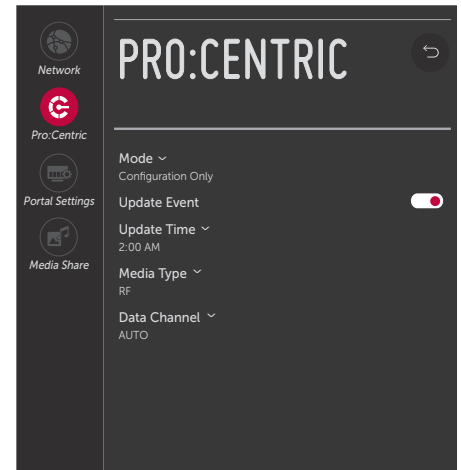 Network
Pro:Centric
Portal Settings
Media Share
PRO:CENTRIC
Mode
Configuration Only
Update Event
Update Time
2:00 AM
Media Type
RF
Data Channel
AUTO